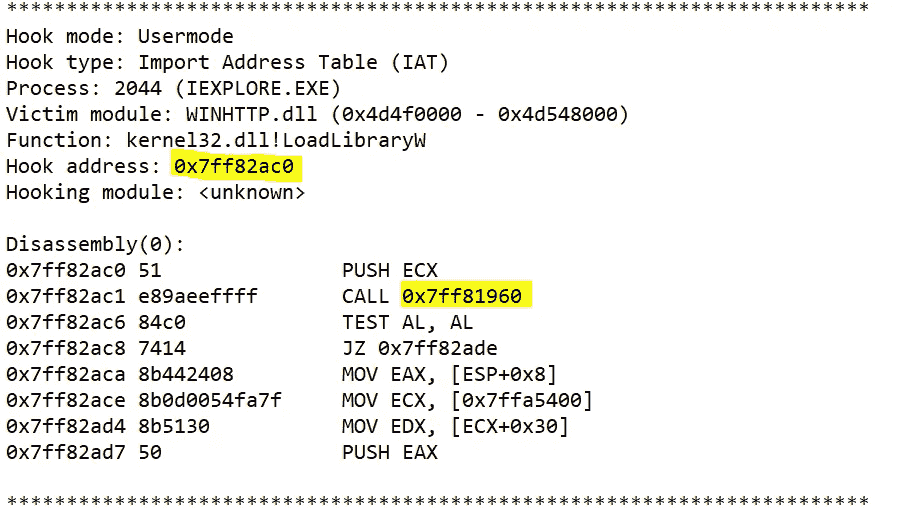 ************************************************************************
Hook mode: Usermode
Hook type: Import Address Table (IAT)
Process: 2044 (IEXPLORE.EXE)
Victim module: WINHTTP.dll (0x4d4f0000 - 0x4d548000)
Function: kernel32.dll!LoadLibraryW
Hook address: 0x7ff82ac0
Hooking module: <unknown>

Disassembly(0):
0x7ff82ac0 51               PUSH ECX
0x7ff82ac1 e89aeeffff       CALL 0x7ff81960
0x7ff82ac6 84c0             TEST AL, AL
0x7ff82ac8 7414             JZ 0x7ff82ade
0x7ff82aca 8b442408         MOV EAX, [ESP+0x8]
0x7ff82ace 8b0d0054fa7f     MOV ECX, [0x7ffa5400]
0x7ff82ad4 8b5130           MOV EDX, [ECX+0x30]
0x7ff82ad7 50               PUSH EAX

************************************************************************